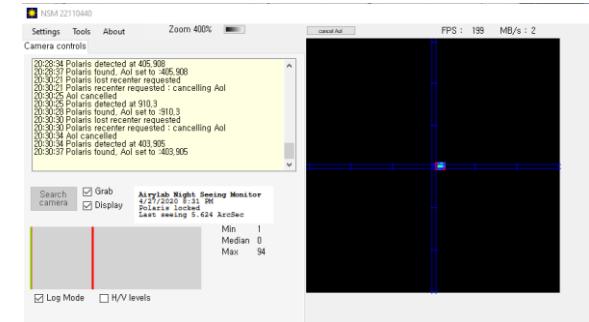 NSM 22110440
Settings Tools About Zoom 400%
cancel AoI FPS : 199 MB/s : 2
Camera controls
20:28:34 Polaris detected at 405,908
20:28:37 Polaris found, AoI set to :405,908
20:30:21 Polaris lost recenter requested
20:30:21 Polaris recenter requested : cancelling AoI
20:30:25 AoI cancelled
20:30:25 Polaris detected at 910,3
20:30:28 Polaris found, AoI set to :910,3
20:30:30 Polaris lost recenter requested
20:30:30 Polaris recenter requested : cancelling AoI
20:30:34 AoI cancelled
20:30:34 Polaris detected at 403,905
20:30:37 Polaris found, AoI set to :403,905
Search camera
Grab
Display
Airylab Night Seeing Monitor
4/27/2020 8:31 PM
Polaris locked
Last seeing 5.624 ArcSec
Min 1
Median 0
Max 94
Log Mode H/V levels